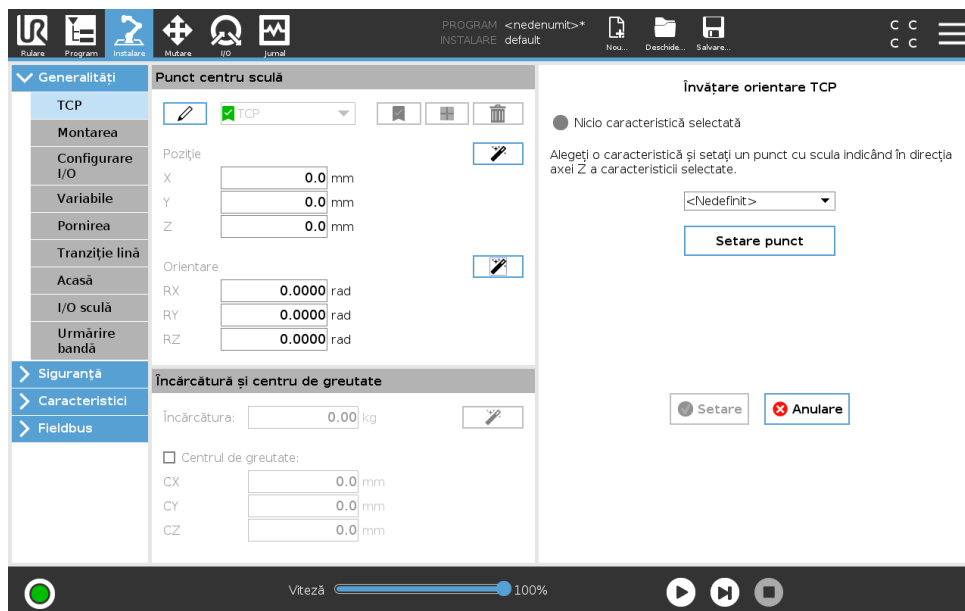 Rulare
Program
Instalare
Mutare
I/O
Jurnal
PROGRAM <nedenumit>*
INSTALARE default
Nou...
Deschide...
Salvare...
C C
C C
Generalități
TCP
Montarea
Configurare
I/O
Variabile
Pornirea
Tranziție lină
Acasă
I/O sculă
Urmărire
bandă
Siguranță
Caracteristici
Fieldbus
Punct centru sculă
TCP
Poziție
X 0.0 mm
Y 0.0 mm
Z 0.0 mm
Orientare
RX 0.0000 rad
RY 0.0000 rad
RZ 0.0000 rad
Încărcătură și centru de greutate
Încărcătura: 0.00 kg
Centrul de greutate:
CX 0.0 mm
CY 0.0 mm
CZ 0.0 mm
Învățare orientare TCP
Nicio caracteristică selectată
Alegeți o caracteristică și setați un punct cu scula indicând în direcția
axei Z a caracteristicii selectate.
<Nedefinit>
Setare punct
Setare
Anulare
Viteză 100%